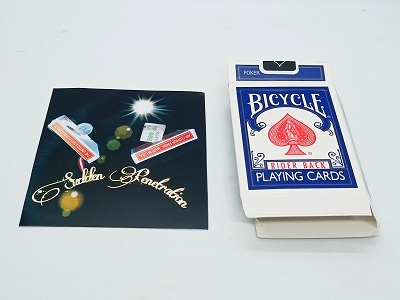 Sudden Penetration
POKER
BICYCLE
®
RIDER BACK
PLAYING CARDS